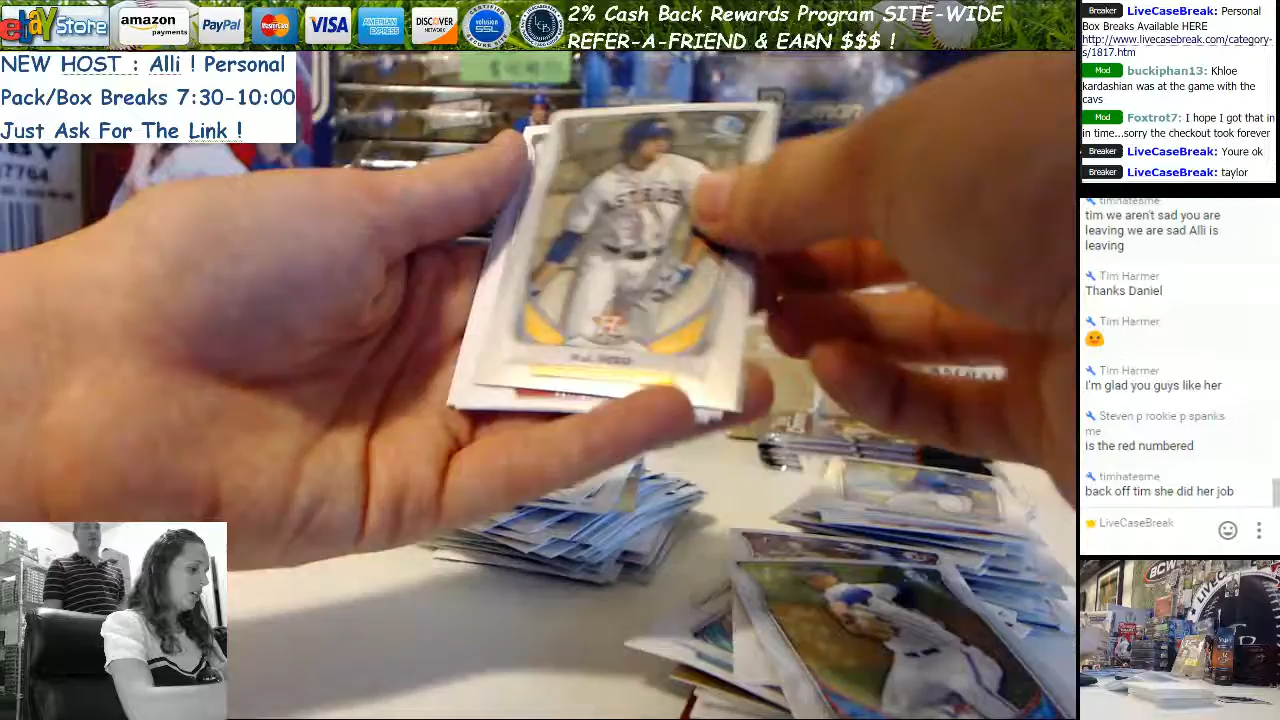 ebay Store
amazon payments
PayPal
MasterCard
VISA
AMERICAN EXPRESS
DISCOVER NETWORK
volusion SSL
2% Cash Back Rewards Program SITE-WIDE
REFER-A-FRIEND & EARN $$$ !
NEW HOST : Alli ! Personal
Pack/Box Breaks 7:30-10:00
Just Ask For The Link !
7764
Breaker LiveCaseBreak: Personal
Box Breaks Available HERE
http://www.livecasebreak.com/category-
s/1817.htm
Mod buckiphan13: Khloe
kardashian was at the game with the
cavs
Mod Foxtrot7: I hope I got that in
in time...sorry the checkout took forever
Breaker LiveCaseBreak: Youre ok
Breaker LiveCaseBreak: taylor
timhatesme
tim we aren't sad you are
leaving we are sad Alli is
leaving
Tim Harmer
Thanks Daniel
Tim Harmer
Tim Harmer
I'm glad you guys like her
Steven p rookie p spanks
me
is the red numbered
timhatesme
back off tim she did her job
LiveCaseBreak
BCW